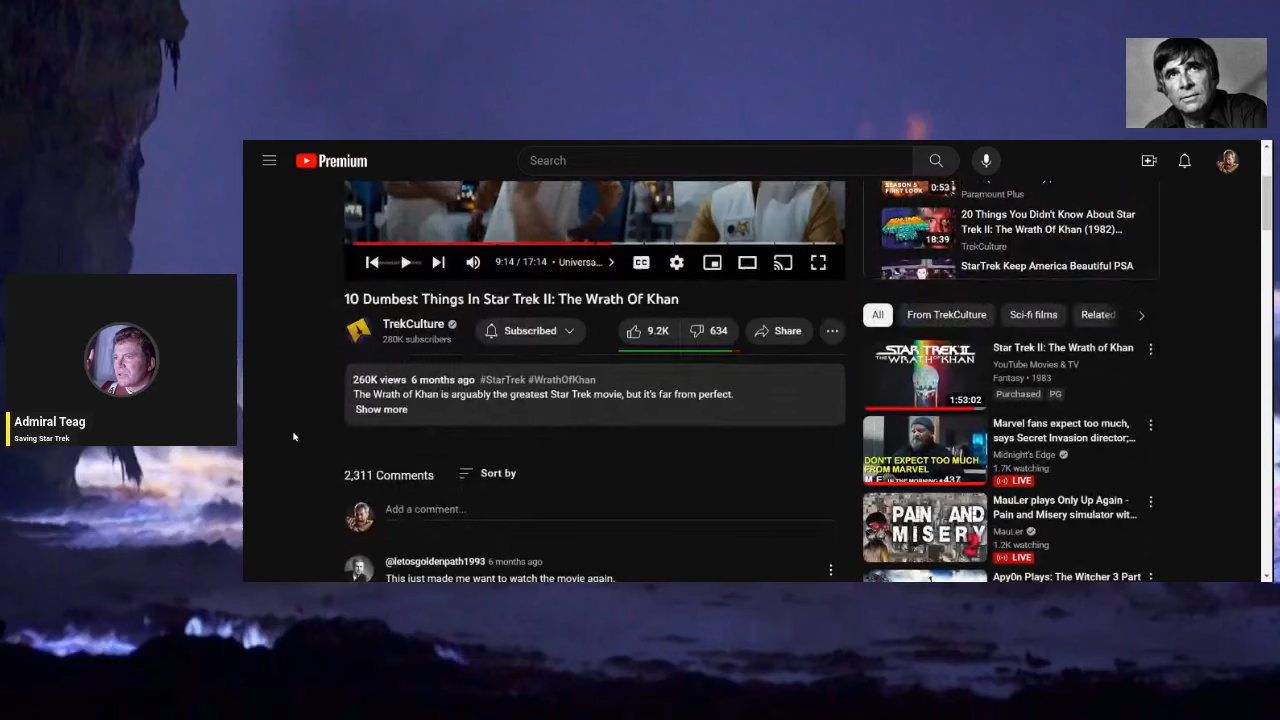 Premium
Search
SEASON 5
FIRST LOOK
0:53
Paramount Plus
20 Things You Didn't Know About Star
Trek II: The Wrath Of Khan (1982)...
18:39
TrekCulture
StarTrek Keep America Beautiful PSA
9:14 / 17:14 • Universa...
CC
10 Dumbest Things In Star Trek II: The Wrath Of Khan
TrekCulture
280K subscribers
Subscribed
9.2K
634
Share
All
From TrekCulture
Sci-fi films
Related
260K views 6 months ago #StarTrek #WrathOfKhan
The Wrath of Khan is arguably the greatest Star Trek movie, but it's far from perfect.
Show more
STAR TREK II
THE WRATH OF KHAN
1:53:02
Star Trek II: The Wrath of Khan
YouTube Movies & TV
Fantasy • 1983
Purchased
PG
Admiral Teag
Saving Star Trek
2,311 Comments
Sort by
Add a comment...
@letosgoldenpath1993 6 months ago
This just made me want to watch the movie again.
DON'T EXPECT TOO MUCH
FROM MARVEL
M.E. IN THE MORNING #437
Marvel fans expect too much,
says Secret Invasion director;...
Midnight's Edge
1.7K watching
LIVE
PAIN AND
MISERY
2
MauLer plays Only Up Again -
Pain and Misery simulator wit...
MauLer
1.2K watching
LIVE
Apy0n Plays: The Witcher 3 Part